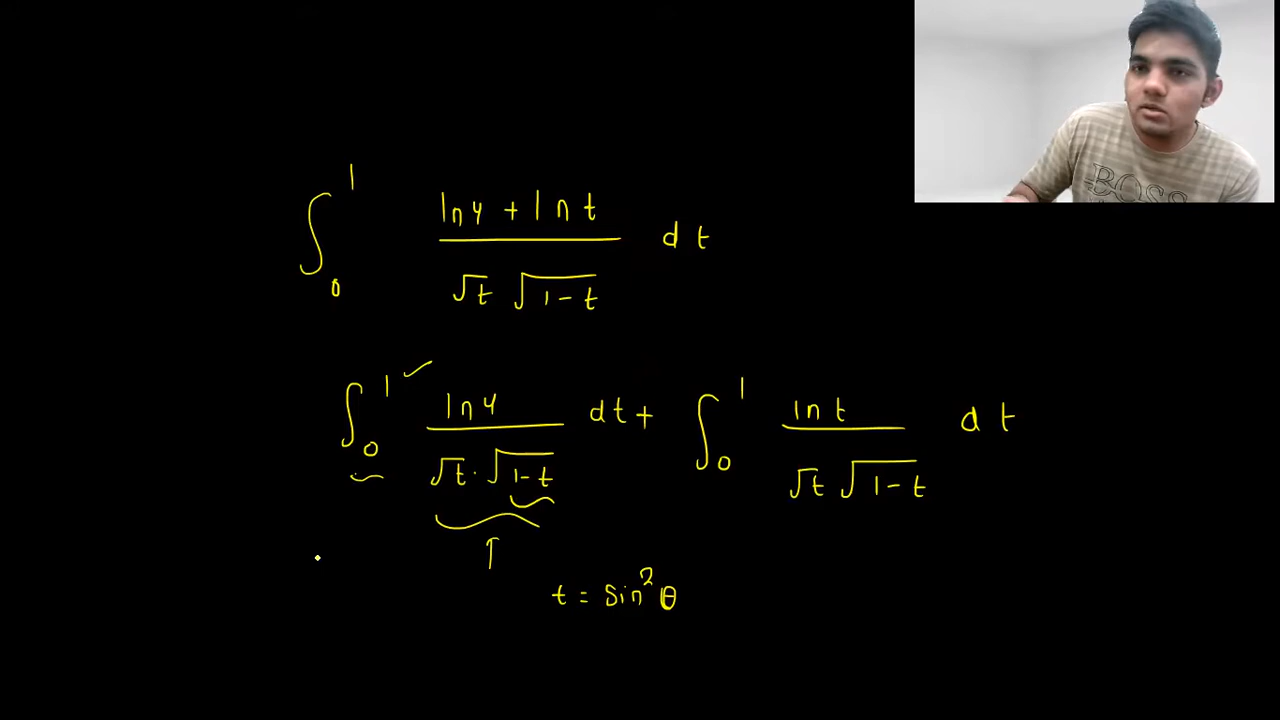 BOSS
∫₀¹ (ln4 + ln t)/(√t √(1-t)) dt
∫₀¹ ln4/(√t · √(1-t)) dt + ∫₀¹ ln t/(√t √(1-t)) dt
t = sin²θ